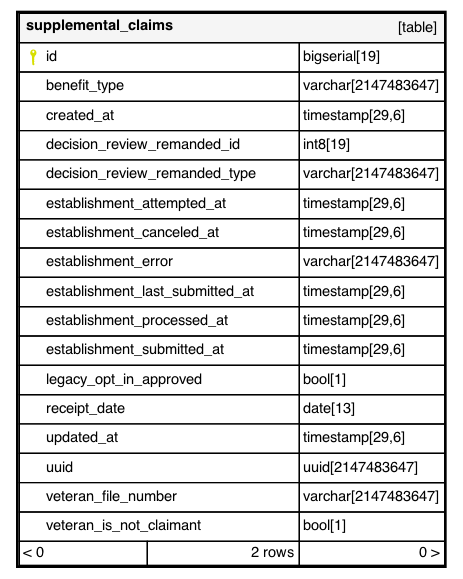 supplemental_claims [table]
id bigserial[19]
benefit_type varchar[2147483647]
created_at timestamp[29,6]
decision_review_remanded_id int8[19]
decision_review_remanded_type varchar[2147483647]
establishment_attempted_at timestamp[29,6]
establishment_canceled_at timestamp[29,6]
establishment_error varchar[2147483647]
establishment_last_submitted_at timestamp[29,6]
establishment_processed_at timestamp[29,6]
establishment_submitted_at timestamp[29,6]
legacy_opt_in_approved bool[1]
receipt_date date[13]
updated_at timestamp[29,6]
uuid uuid[2147483647]
veteran_file_number varchar[2147483647]
veteran_is_not_claimant bool[1]
< 0 2 rows 0 >